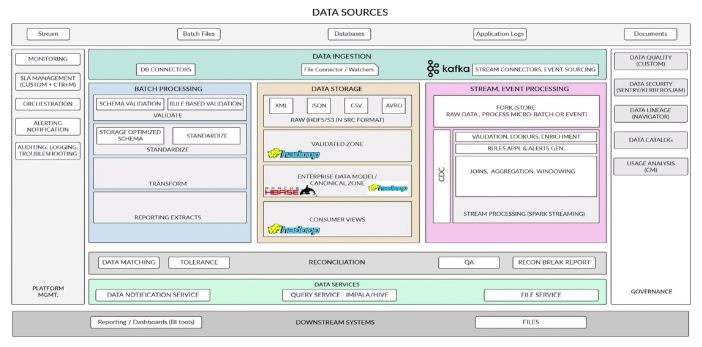 DATA SOURCES
Stream
Batch Files
Databases
Application Logs
Documents
MONITORING
SLA MANAGEMENT
(CUSTOM + CTR+M)
ORCHESTRATION
ALERTING
NOTIFICATION
AUDITING, LOGGING,
TROUBLESHOOTING
PLATFORM
MGMT.
DATA INGESTION
DB CONNECTORS
File Connector / Watchers
kafka
STREAM CONNECTORS, EVENT SOURCING
BATCH PROCESSING
SCHEMA VALIDATION
RULE BASED VALIDATION
VALIDATE
STORAGE OPTIMIZED
SCHEMA
STANDARDIZE
STANDARDIZE
TRANSFORM
REPORTING EXTRACTS
DATA STORAGE
XML
JSON
CSV
AVRO
RAW (HDFS/S3 IN SRC FORMAT)
VALIDATED ZONE
hadoop
ENTERPRISE DATA MODEL/
CANONICAL ZONE
APACHE
HBASE
hadoop
CONSUMER VIEWS
hadoop
STREAM, EVENT PROCESSING
FORK (STORE
RAW DATA , PROCESS MICRO-BATCH OR EVENT)
CDC
VALIDATION, LOOKURS, ENRICHMENT
RULES APPL & ALERTS GEN.
JOINS, AGGREGATION, WINDOWING
STREAM PROCESSING (SPARK STREAMING)
DATA QUALITY
(CUSTOM)
DATA SECURITY
(SENTRY/KERBEROSJAM)
DATA LINEAGE
(NAVIGATOR)
DATA CATALOG
USAGE ANALYSIS
(CM)
GOVERNANCE
DATA MATCHING
TOLERANCE
RECONCILIATION
QA
RECON BREAK REPORT
DATA SERVICES
DATA NOTIFICATION SERVICE
QUERY SERVICE - IMPALA/HIVE
FILE SERVICE
Reporting / Dashboards (BI tools)
DOWNSTREAM SYSTEMS
FILES